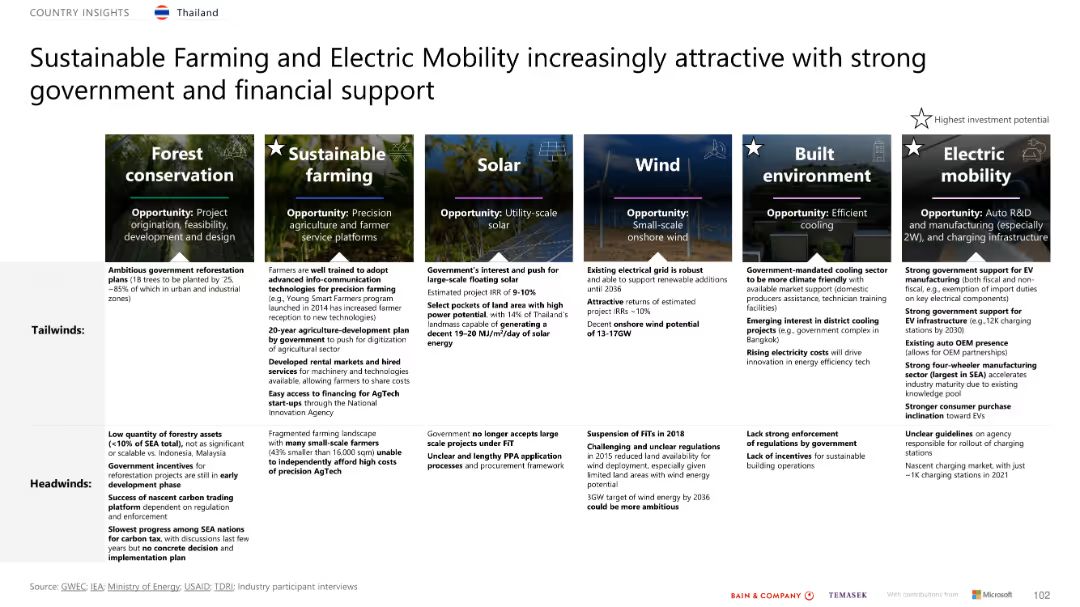 COUNTRY INSIGHTS
Thailand
Sustainable Farming and Electric Mobility increasingly attractive with strong
government and financial support
Highest investment potential
Forest
conservation
Opportunity: Project
origination, feasibility,
development and design
Sustainable
farming
Opportunity: Precision
agriculture and farmer
service platforms
Solar
Opportunity: Utility-scale
solar
Wind
Opportunity:
Small-scale
onshore wind
Built
environment
Opportunity: Efficient
cooling
Electric
mobility
Opportunity: Auto R&D
and manufacturing (especially
2W), and charging infrastructure
Tailwinds:
Ambitious government reforestation
plans (1B trees to be planted by '25,
~85% of which in urban and industrial
zones)
Farmers are well trained to adopt
advanced info-communication
technologies for precision farming
(e.g., Young Smart Farmers program
launched in 2014 has increased farmer
reception to new technologies)
20-year agriculture-development plan
by government to push for digitization
of agricultural sector
Developed rental markets and hired
services for machinery and technologies
available, allowing farmers to share costs
Easy access to financing for AgTech
start-ups through the National
Innovation Agency
Government's interest and push for
large-scale floating solar
Estimated project IRR of 9-10%
Select pockets of land area with high
power potential, with 14% of Thailand's
landmass capable of generating a
decent 19–20 MJ/m²/day of solar
energy
Existing electrical grid is robust
and able to support renewable additions
until 2036
Attractive returns of estimated
project IRRs ~10%
Decent onshore wind potential
of 13-17GW
Government-mandated cooling sector
to be more climate friendly with
available market support (domestic
producers assistance, technician training
facilities)
Emerging interest in district cooling
projects (e.g., government complex in
Bangkok)
Rising electricity costs will drive
innovation in energy efficiency tech
Strong government support for EV
manufacturing (both fiscal and non-
fiscal, e.g., exemption of import duties
on key electrical components)
Strong government support for
EV infrastructure (e.g.,12K charging
stations by 2030)
Existing auto OEM presence
(allows for OEM partnerships)
Strong four-wheeler manufacturing
sector (largest in SEA) accelerates
industry maturity due to existing
knowledge pool
Stronger consumer purchase
inclination toward EVs
Headwinds:
Low quantity of forestry assets
(<10% of SEA total), not as significant
or scalable vs. Indonesia, Malaysia
Government incentives for
reforestation projects are still in early
development phase
Success of nascent carbon trading
platform dependent on regulation
and enforcement
Slowest progress among SEA nations
for carbon tax, with discussions last few
years but no concrete decision and
implementation plan
Fragmented farming landscape
with many small-scale farmers
(43% smaller than 16,000 sqm) unable
to independently afford high costs
of precision AgTech
Government no longer accepts large
scale projects under FiT
Unclear and lengthy PPA application
processes and procurement framework
Suspension of FiTs in 2018
Challenging and unclear regulations
in 2015 reduced land availability for
wind deployment, especially given
limited land areas with wind energy
potential
3GW target of wind energy by 2036
could be more ambitious
Lack strong enforcement
of regulations by government
Lack of incentives for sustainable
building operations
Unclear guidelines on agency
responsible for rollout of charging
stations
Nascent charging market, with just
~1K charging stations in 2021
Source: GWEC; IEA; Ministry of Energy; USAID; TDRI; Industry participant interviews
BAIN & COMPANY
TEMASEK
With contributions from
Microsoft
102